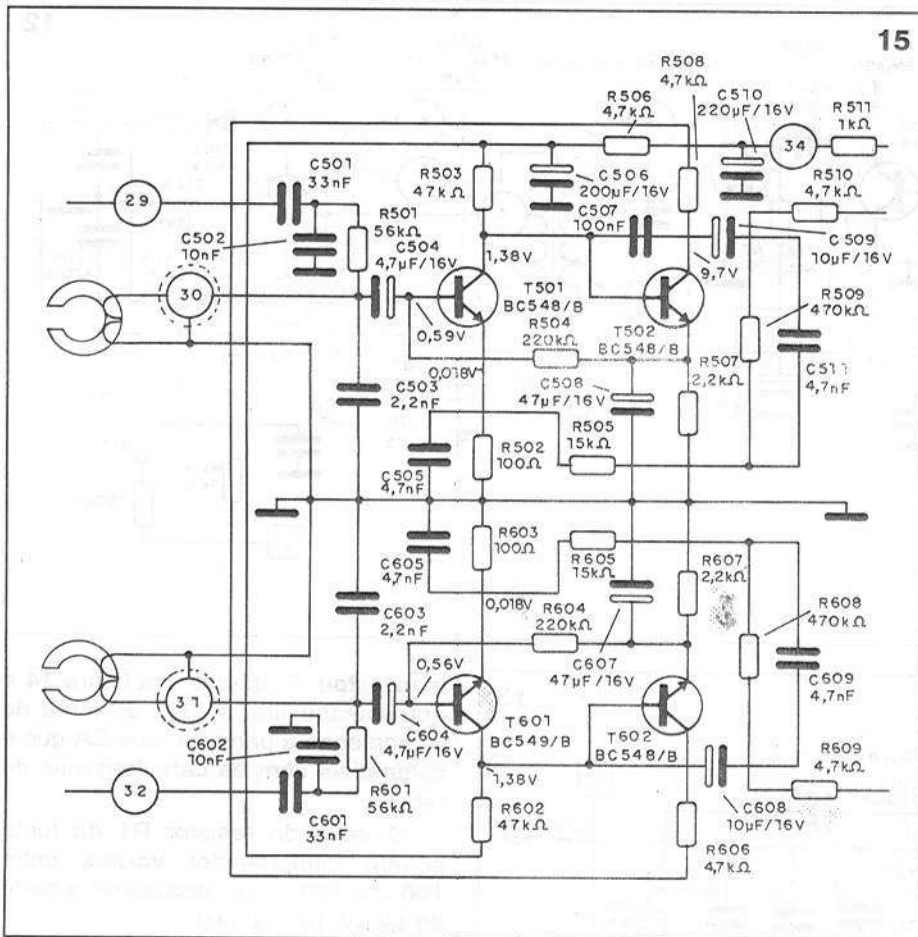 15
R508
4,7kΩ
R506
4,7kΩ
C510
220µF/16V
R511
1kΩ
34
C501
33nF
29
R503
47kΩ
C506
200µF/16V
R510
4,7kΩ
C502
10nF
R501
56kΩ
C504
4,7µF/16V
C507
100nF
C509
10µF/16V
1,38V
9,7V
30
T501
BC548/B
R509
470kΩ
0,59V
R504
220kΩ
T502
BC548/B
0,018V
C503
2,2nF
C508
47µF/16V
R507
2,2kΩ
C511
4,7nF
R505
15kΩ
R502
100Ω
C505
4,7nF
R603
100Ω
C605
4,7nF
R605
15kΩ
R607
2,2kΩ
C603
2,2nF
0,018V
R604
220kΩ
R608
470kΩ
0,56V
C607
47µF/16V
C609
4,7nF
31
C604
4,7µF/16V
T601
BC549/B
T602
BC548/B
C602
10nF
1,38V
R609
4,7kΩ
32
R601
56kΩ
C601
33nF
R602
47kΩ
C608
10µF/16V
R606
47kΩ